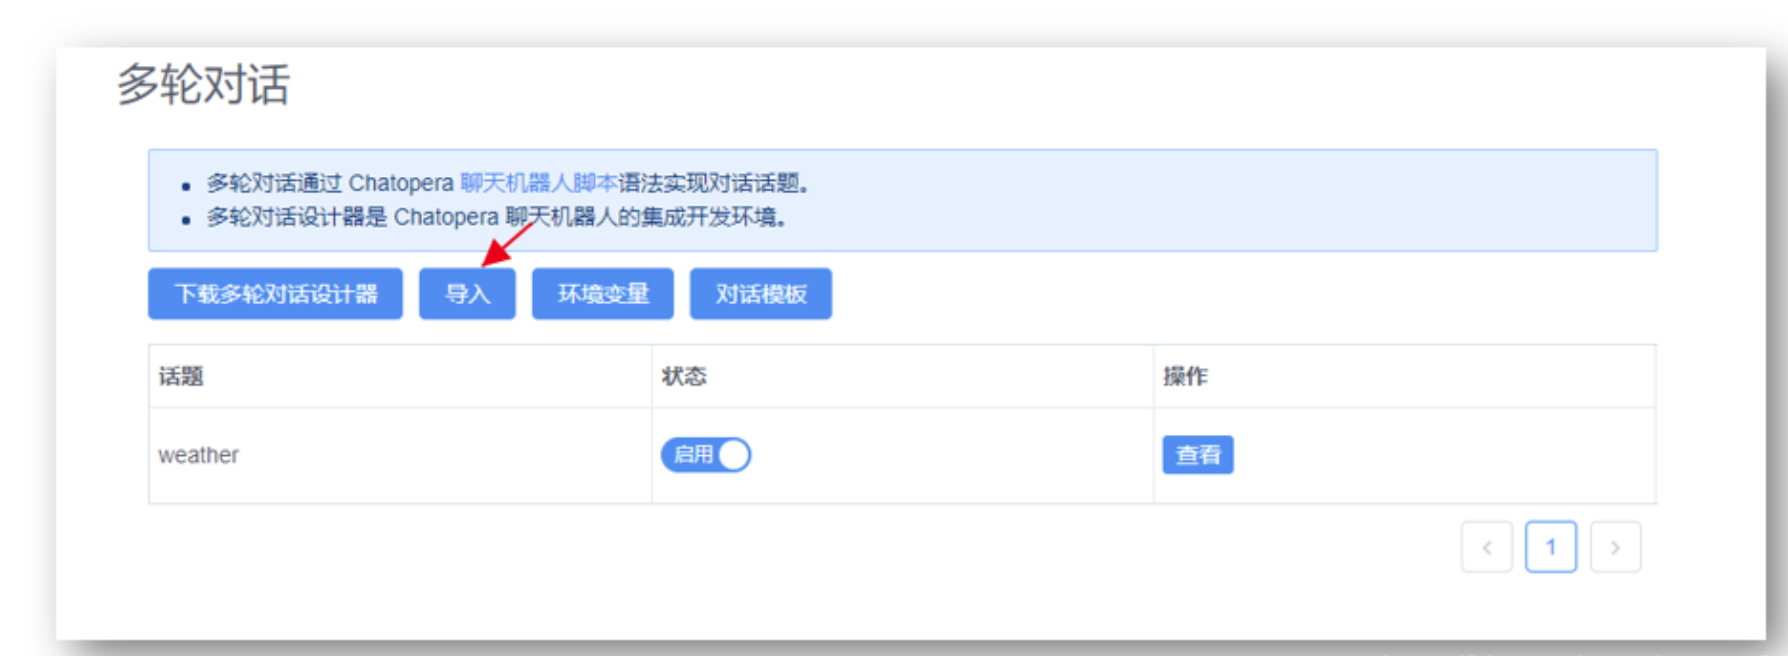 多轮对话
多轮对话通过 Chatopera 聊天机器人脚本语法实现对话话题。
多轮对话设计器是 Chatopera 聊天机器人的集成开发环境。
下载多轮对话设计器 导入 环境变量 对话模板
话题 状态 操作
weather 启用 查看
< 1 >